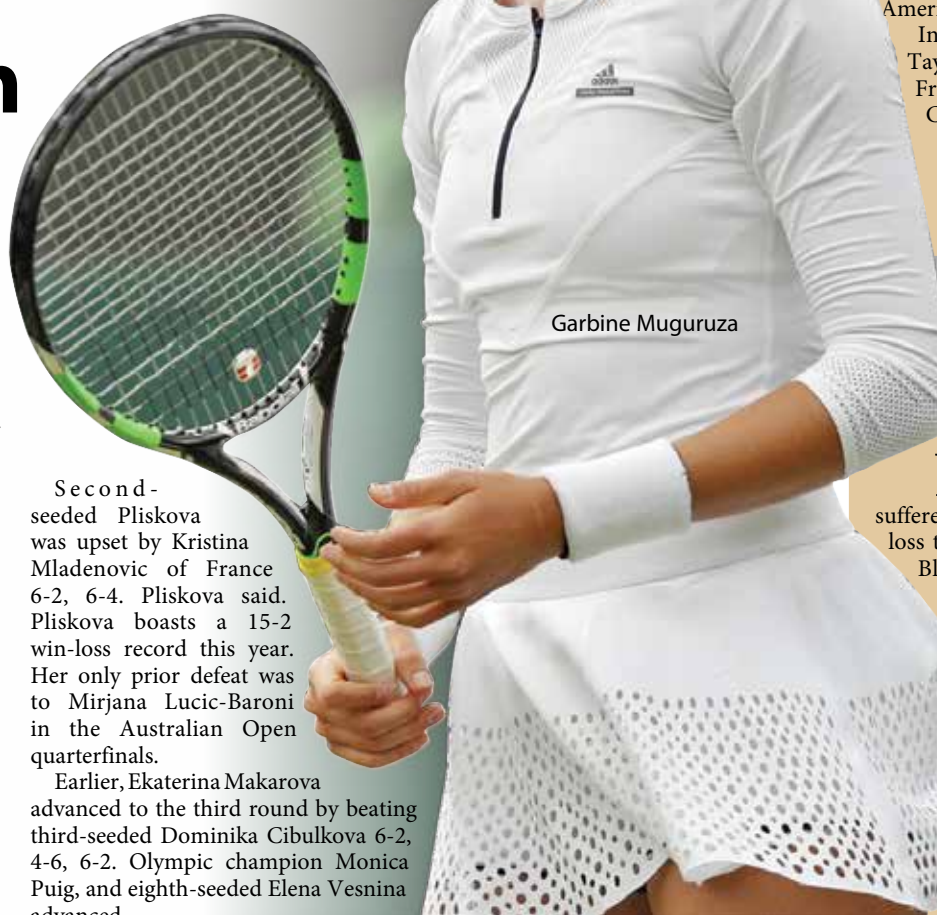 Second-
seeded Pliskova
was upset by Kristina
Mladenovic of France
6-2, 6-4. Pliskova said.
Pliskova boasts a 15-2
win-loss record this year.
Her only prior defeat was
to Mirjana Lucic-Baroni
in the Australian Open
quarterfinals.
Earlier, Ekaterina Makarova
advanced to the third round by beating
third-seeded Dominika Cibulkova 6-2,
4-6, 6-2. Olympic champion Monica
Puig, and eighth-seeded Elena Vesnina
advanced
adidas
Garbine Muguruza
In
Tay
Fr
suffere
loss t
Bl